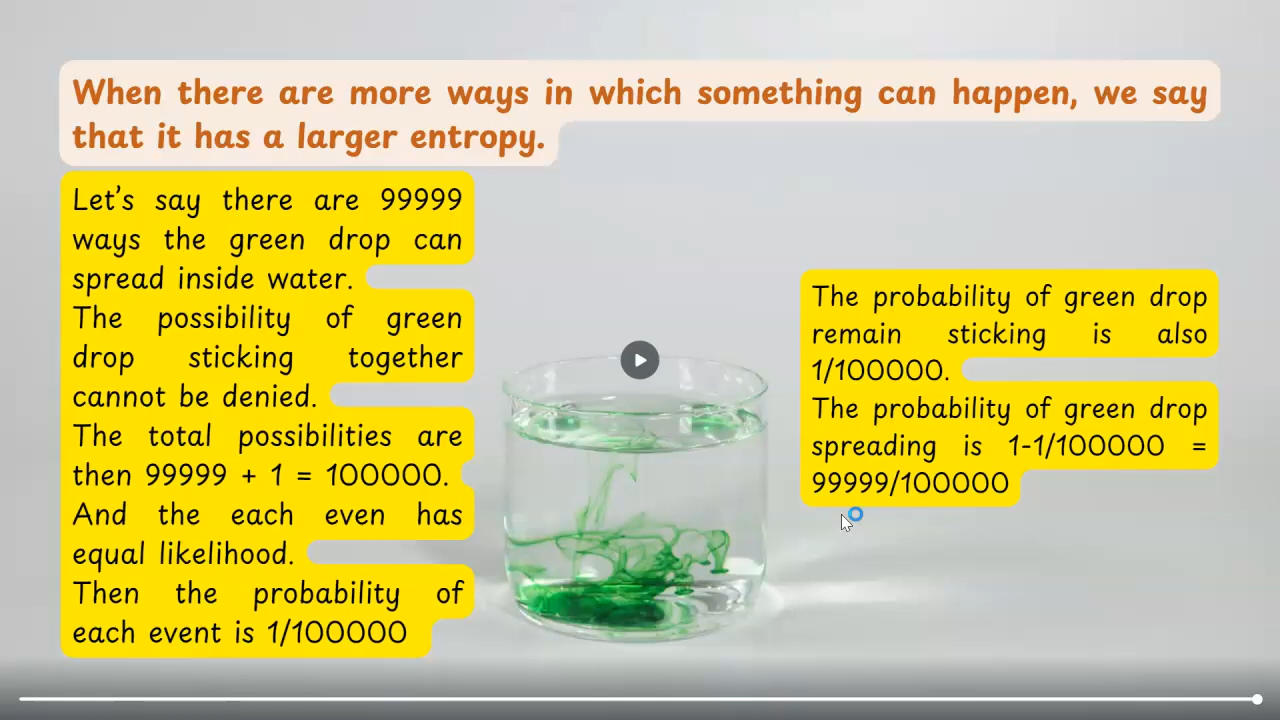 When there are more ways in which something can happen, we say
that it has a larger entropy.
Let's say there are 99999
ways the green drop can
spread inside water.
The possibility of green
drop sticking together
cannot be denied.
The total possibilities are
then 99999 + 1 = 100000.
And the each even has
equal likelihood.
Then the probability of
each event is 1/100000
The probability of green drop
remain sticking is also
1/100000.
The probability of green drop
spreading is 1-1/100000 =
99999/100000